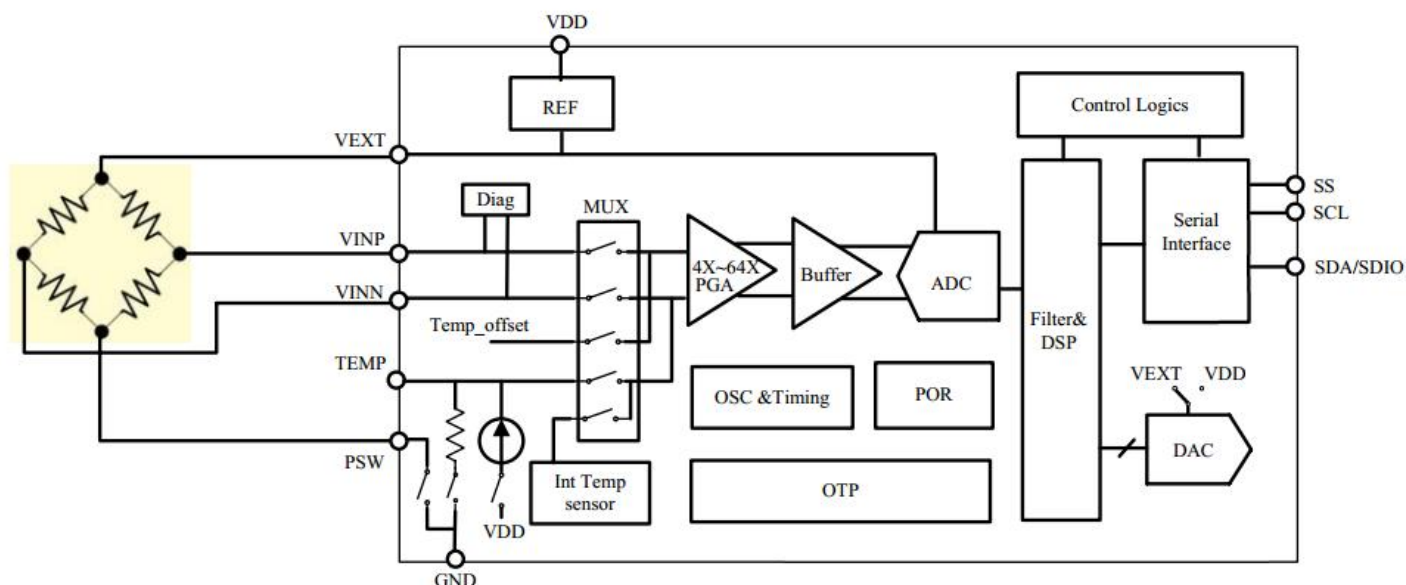 VDD
REF
Control Logics
VEXT
SS
Diag
MUX
SCL
VINP
Serial
Interface
4X~64X
PGA
Buffer
ADC
SDA/SDIO
VINN
Temp_offset
Filter&
DSP
TEMP
VEXT
VDD
OSC &Timing
POR
PSW
DAC
Int Temp
sensor
OTP
VDD
GND